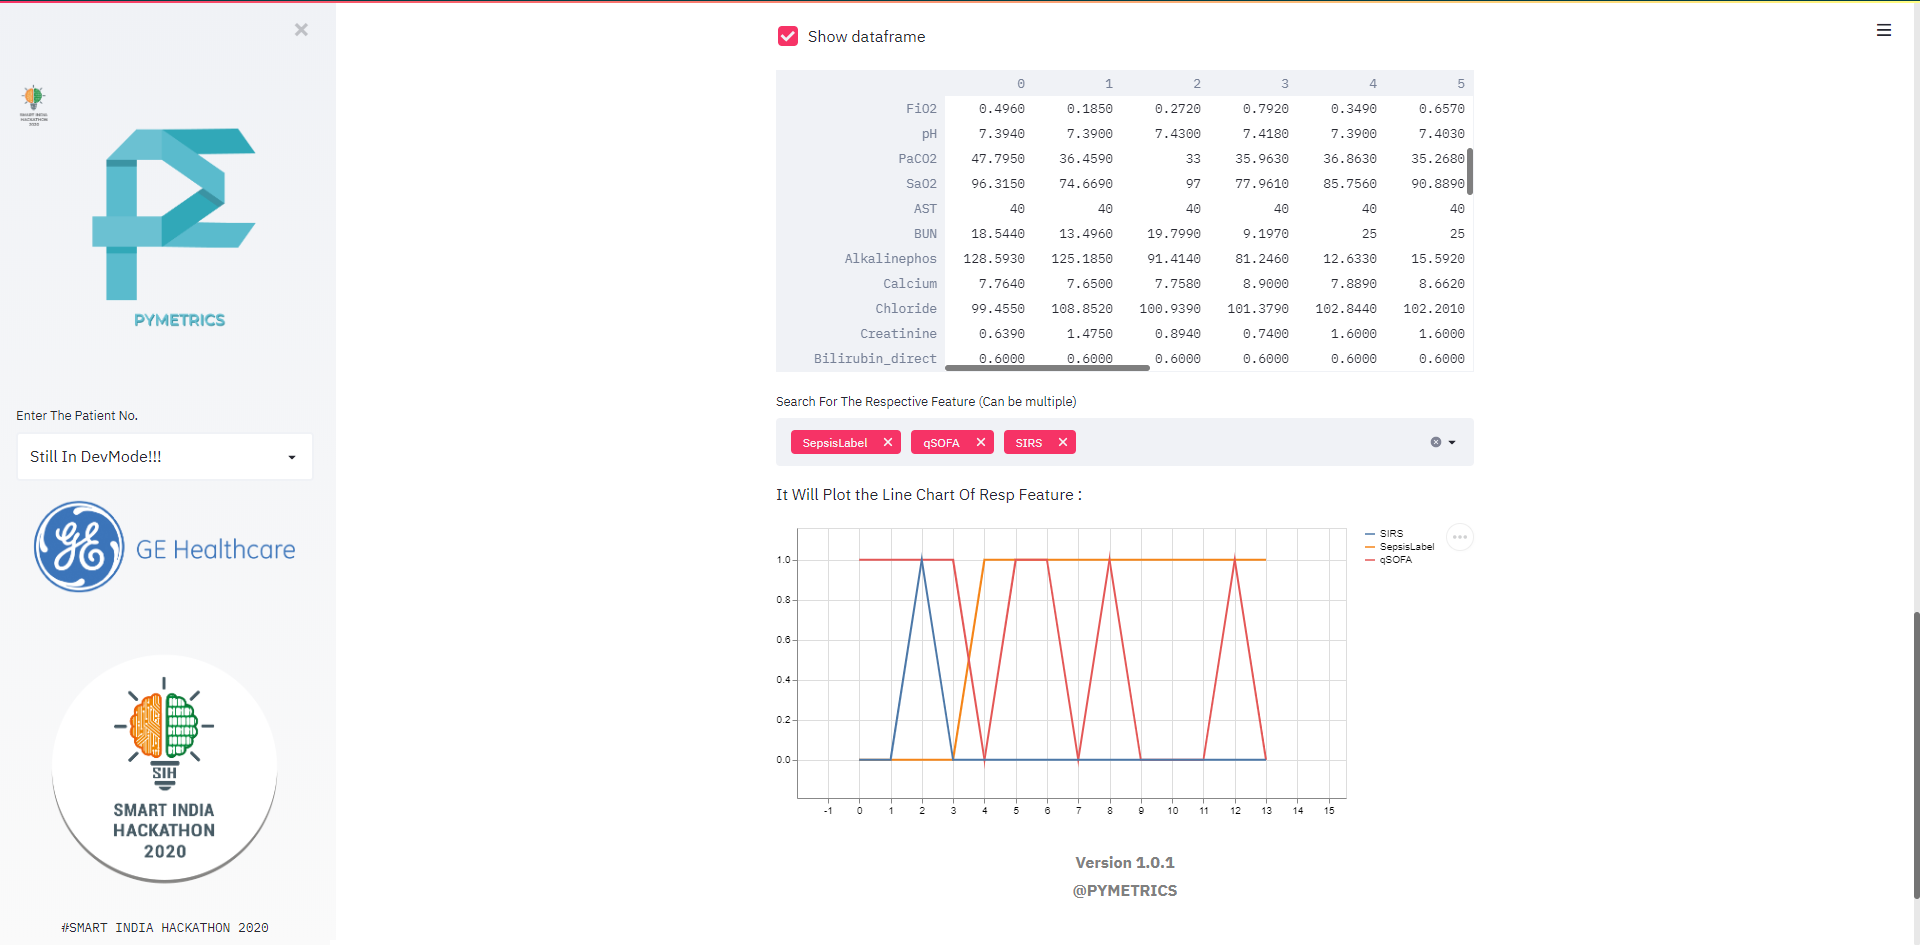 ×
SMART INDIA
HACKATHON
2020
PYMETRICS
Enter The Patient No.
Still In DevMode!!!
GE GE Healthcare
SIH
SMART INDIA
HACKATHON
2020
#SMART INDIA HACKATHON 2020
Show dataframe
0 1 2 3 4 5
FiO2 0.4960 0.1850 0.2720 0.7920 0.3490 0.6570
pH 7.3940 7.3900 7.4300 7.4180 7.3900 7.4030
PaCO2 47.7950 36.4590 33 35.9630 36.8630 35.2680
SaO2 96.3150 74.6690 97 77.9610 85.7560 90.8890
AST 40 40 40 40 40 40
BUN 18.5440 13.4960 19.7990 9.1970 25 25
Alkalinephos 128.5930 125.1850 91.4140 81.2460 12.6330 15.5920
Calcium 7.7640 7.6500 7.7580 8.9000 7.8890 8.6620
Chloride 99.4550 108.8520 100.9390 101.3790 102.8440 102.2010
Creatinine 0.6390 1.4750 0.8940 0.7400 1.6000 1.6000
Bilirubin_direct 0.6000 0.6000 0.6000 0.6000 0.6000 0.6000
Search For The Respective Feature (Can be multiple)
SepsisLabel × qSOFA × SIRS ×
It Will Plot the Line Chart Of Resp Feature :
SIRS
SepsisLabel
qSOFA
1.0
0.8
0.6
0.4
0.2
0.0
-1 0 1 2 3 4 5 6 7 8 9 10 11 12 13 14 15
Version 1.0.1
@PYMETRICS